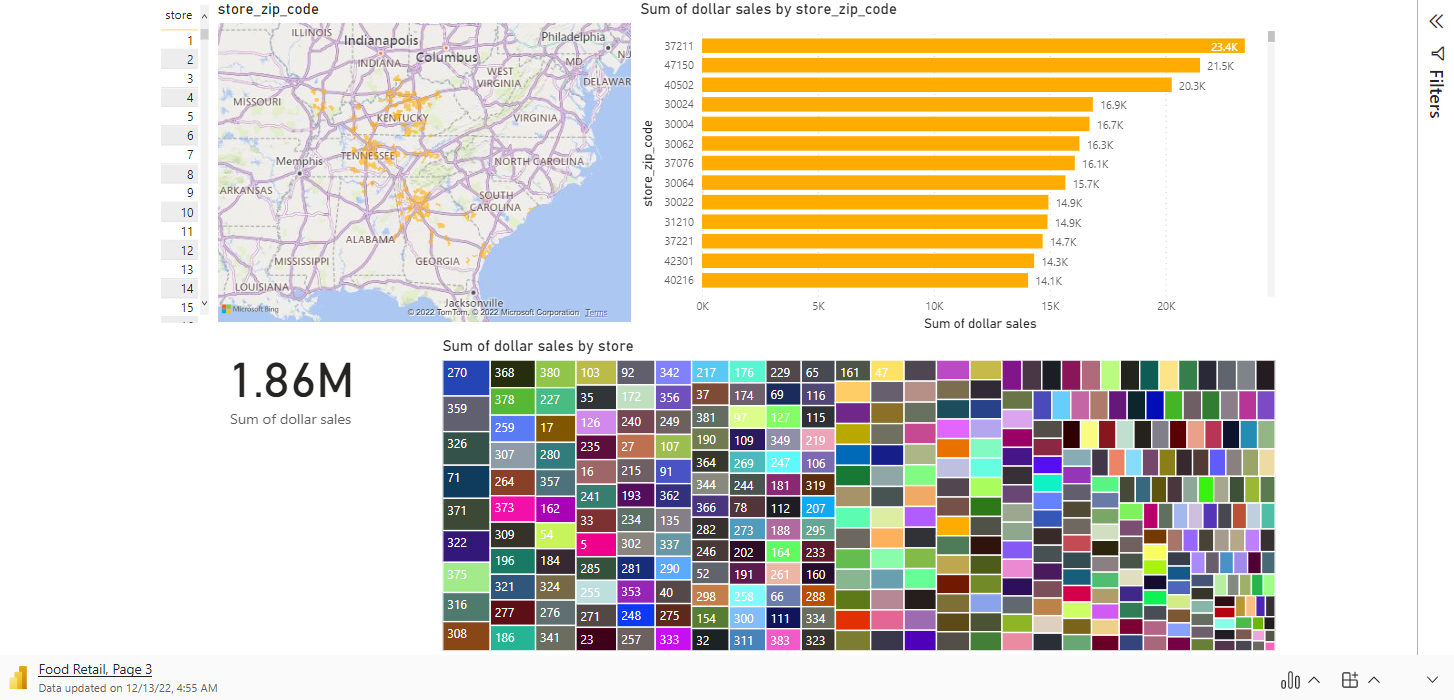 store
1
2
3
4
5
6
7
8
9
10
11
12
13
14
15
store_zip_code
ILLINOIS
Indianapolis
Philadelphia
Columbus
NJ
INDIANA
MD
WEST
VIRGINIA
DELAWAR
MISSOURI
KENTUCKY
VIRGINIA
Memphis
TENNESSEE
NORTH CAROLINA
ARKANSAS
SOUTH
CAROLINA
ALABAMA
MISSISSIPPI
GEORGIA
LOUISIANA
Jacksonville
Microsoft Bing
© 2022 TomTom, © 2022 Microsoft Corporation Terms
Sum of dollar sales by store_zip_code
store_zip_code
37211 23.4K
47150 21.5K
40502 20.3K
30024 16.9K
30004 16.7K
30062 16.3K
37076 16.1K
30064 15.7K
30022 14.9K
31210 14.9K
37221 14.7K
42301 14.3K
40216 14.1K
0K 5K 10K 15K 20K
Sum of dollar sales
Filters
1.86M
Sum of dollar sales
Sum of dollar sales by store
270
359
326
71
371
322
375
316
308
368
378
259
307
264
373
309
196
321
277
186
380
227
17
280
357
162
54
184
324
276
341
103
35
126
235
16
241
33
5
285
255
271
23
92
172
240
27
215
193
234
302
281
353
248
257
342
356
249
107
91
362
135
337
290
40
275
333
217
37
381
190
364
344
366
282
246
52
298
154
32
176
174
97
109
269
244
78
273
202
191
258
300
311
229
69
127
349
247
181
112
188
164
261
66
111
383
65
116
115
219
106
319
207
295
233
160
288
334
323
161
47
Food Retail, Page 3
Data updated on 12/13/22, 4:55 AM